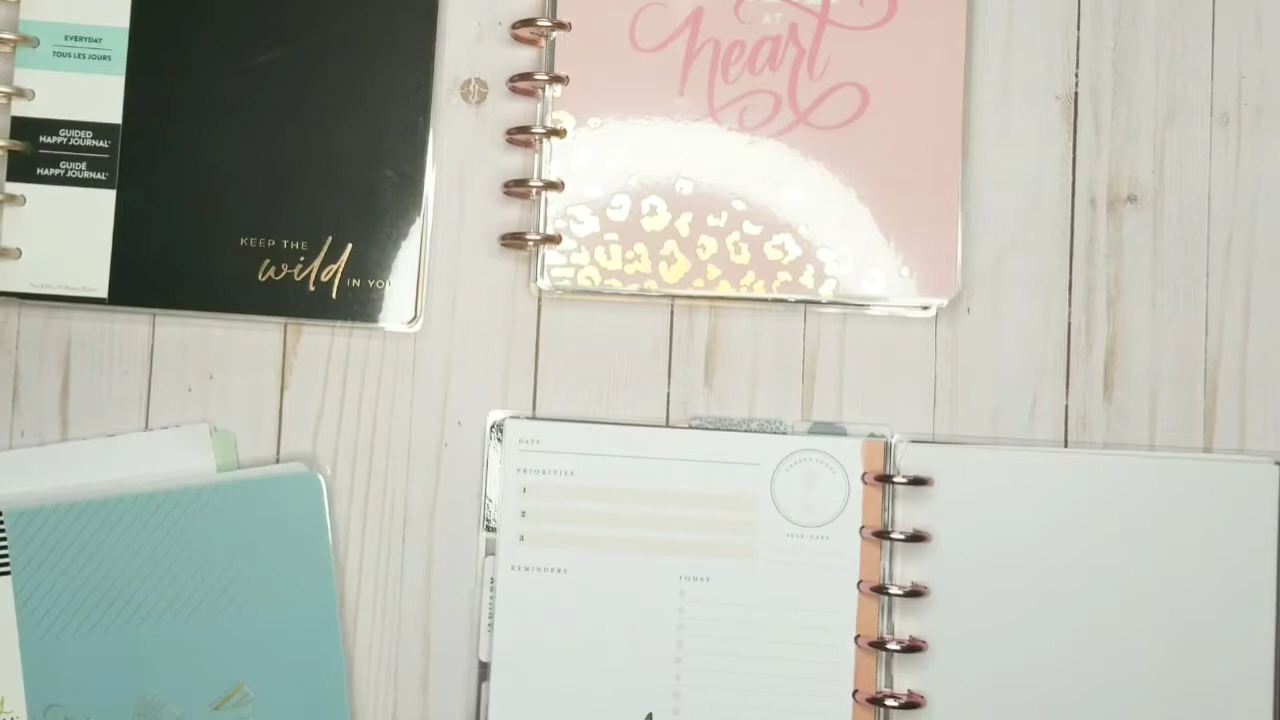 EVERYDAY
TOUS LES JOURS
GUIDED
HAPPY JOURNAL
GUIDÉ
HAPPY JOURNAL
KEEP THE
wild
IN YOU
AT
heart
DATE
PRIORITIES
1
2
3
SELF-CARE
REMINDERS
TODAY